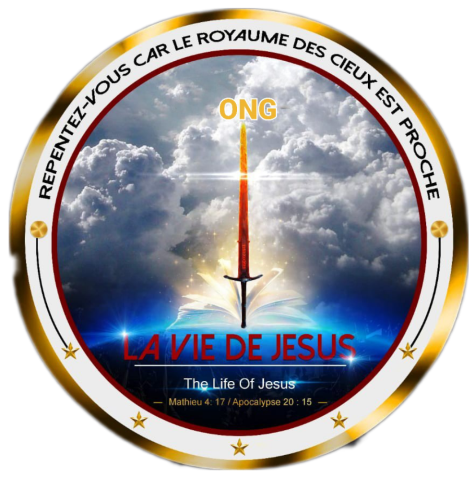 REPENTEZ-VOUS CAR LE ROYAUME DES CIEUX EST PROCHE
ONG
LA VIE DE JESUS
The Life Of Jesus
— Mathieu 4: 17 / Apocalypse 20 : 15 —